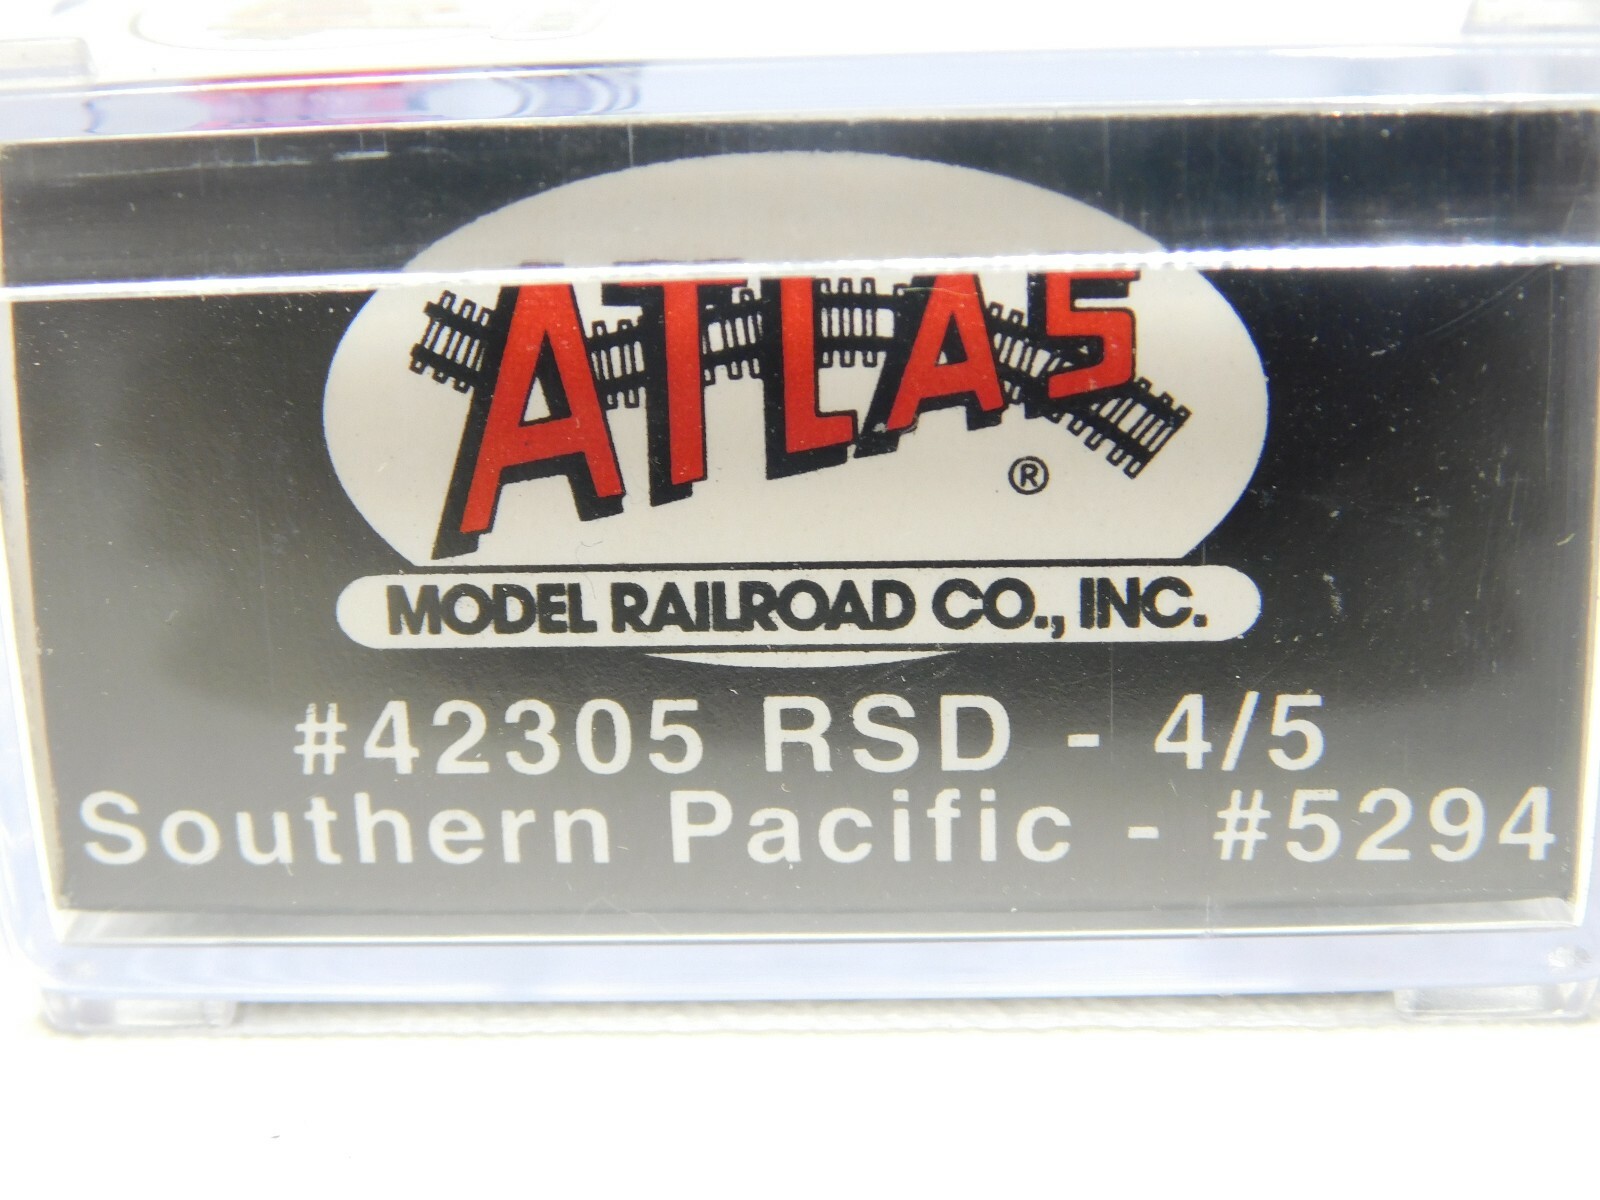 ATLAS
®
MODEL RAILROAD CO., INC.
#42305 RSD - 4/5
Southern Pacific - #5294